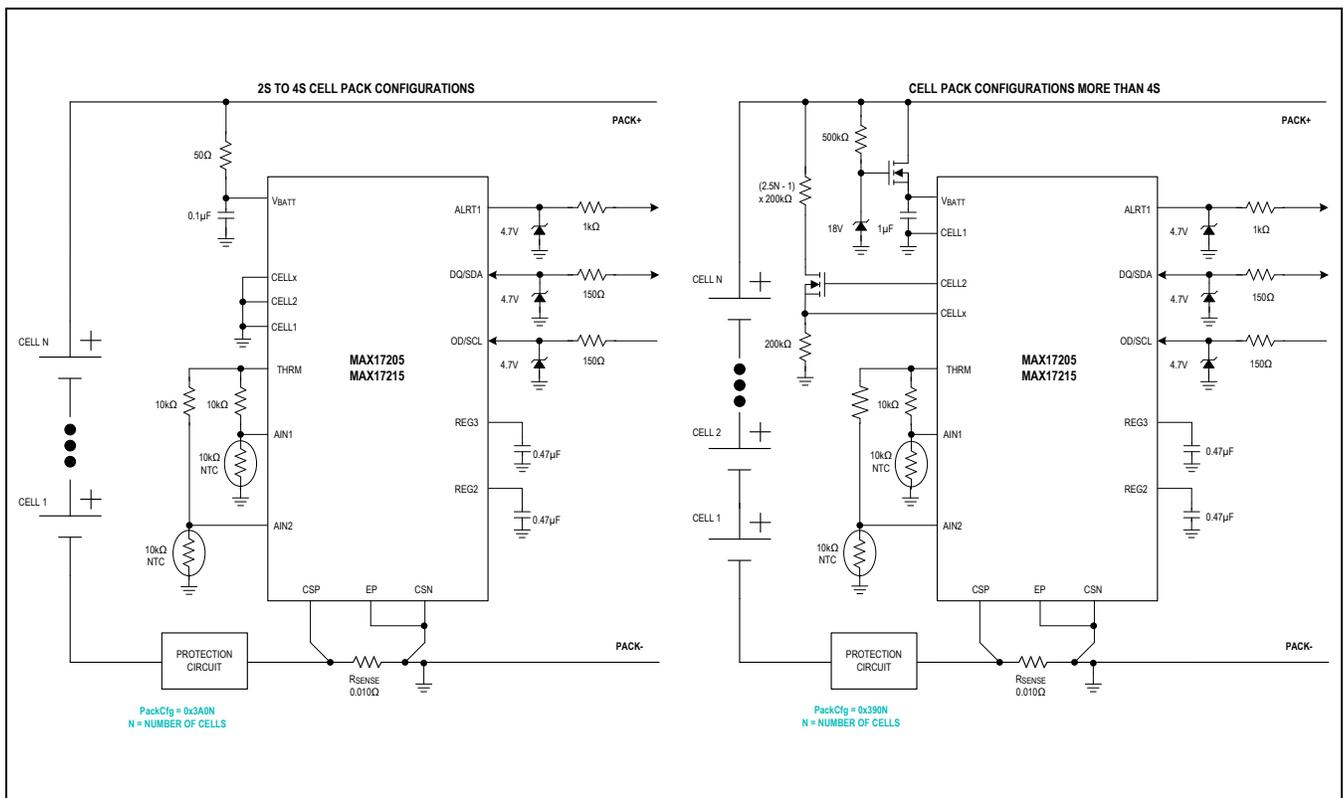 2S TO 4S CELL PACK CONFIGURATIONS
PACK+
50Ω
0.1µF
VBATT
CELLx
CELL2
CELL1
THRM
AIN1
AIN2
CSP
EP
CSN
MAX17205
MAX17215
ALRT1
DQ/SDA
OD/SCL
REG3
REG2
4.7V
1kΩ
4.7V
150Ω
4.7V
150Ω
0.47µF
0.47µF
CELL N
CELL 1
10kΩ
10kΩ
10kΩ
NTC
10kΩ
NTC
PROTECTION
CIRCUIT
RSENSE
0.010Ω
PACK-
PackCfg = 0x3A0N
N = NUMBER OF CELLS
CELL PACK CONFIGURATIONS MORE THAN 4S
PACK+
500kΩ
(2.5N - 1)
x 200kΩ
18V
1µF
VBATT
CELL1
CELL2
CELLx
THRM
AIN1
AIN2
CSP
EP
CSN
MAX17205
MAX17215
ALRT1
DQ/SDA
OD/SCL
REG3
REG2
4.7V
1kΩ
4.7V
150Ω
4.7V
150Ω
0.47µF
0.47µF
CELL N
CELL 2
CELL 1
200kΩ
10kΩ
10kΩ
NTC
10kΩ
NTC
PROTECTION
CIRCUIT
RSENSE
0.010Ω
PACK-
PackCfg = 0x390N
N = NUMBER OF CELLS